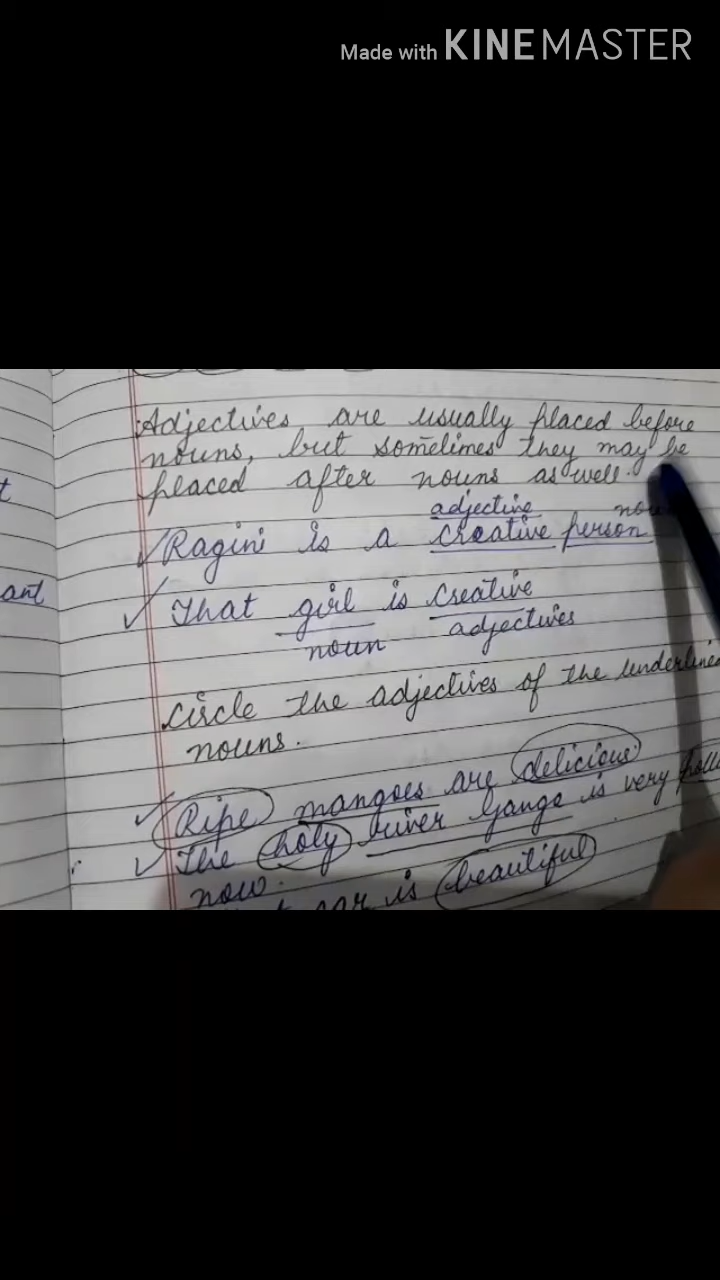 Made with KINEMASTER
Adjectives are usually placed before
nouns, but sometimes they may be
placed after nouns as well.
adjective
Ragini is a creative person
That girl is creative
noun adjectives
Circle the adjectives of the underlined
nouns.
Ripe mangoes are delicious.
The holy river Ganga is very
now.
car is beautiful
ant